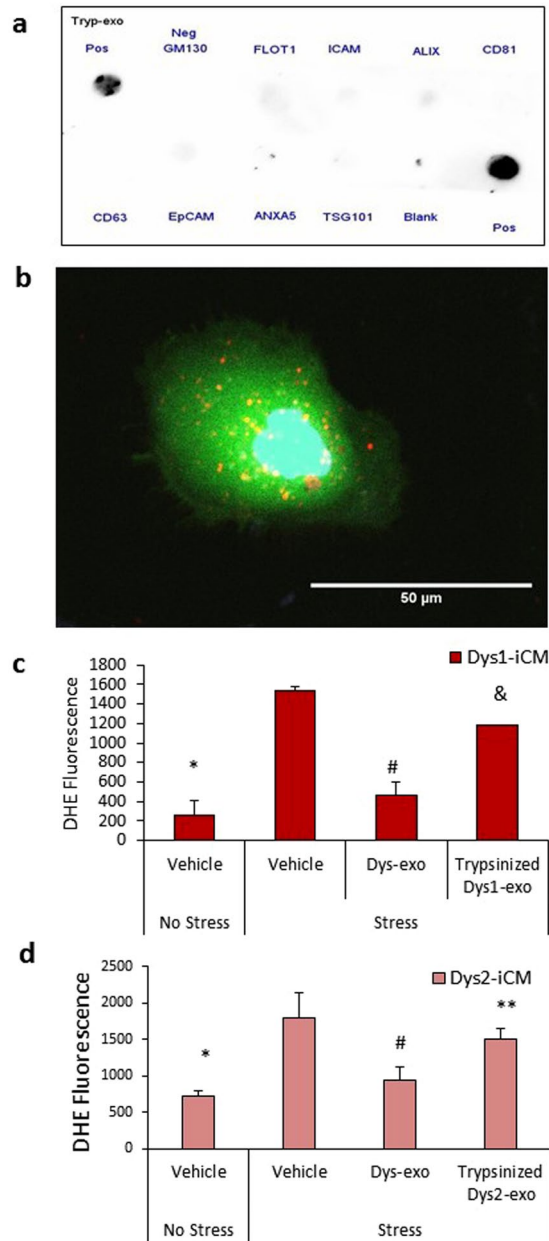 a
Tryp-exo
Pos
Neg
GM130
FLOT1
ICAM
ALIX
CD81
CD63
EpCAM
ANXA5
TSG101
Blank
Pos
b
50 µm
c
Dys1-iCM
DHE Fluorescence
1800
1600
1400
1200
1000
800
600
400
200
0
*
#
&
Vehicle
Vehicle
Dys-exo
Trypsinized
Dys1-exo
No Stress
Stress
d
Dys2-iCM
DHE Fluorescence
2500
2000
1500
1000
500
0
*
#
**
Vehicle
Vehicle
Dys-exo
Trypsinized
Dys2-exo
No Stress
Stress